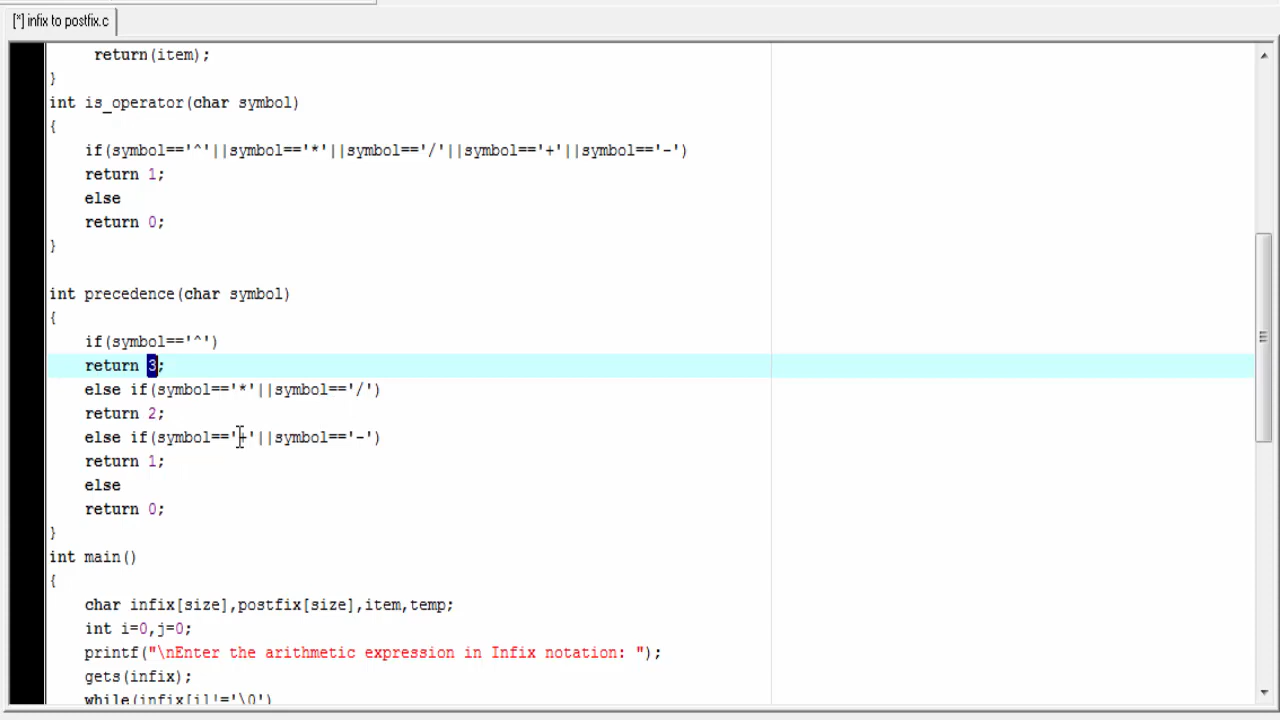 [*] infix to postfix.c
return(item);
}
int is_operator(char symbol)
{
if(symbol=='^'||symbol=='*'||symbol=='/'||symbol=='+'||symbol=='-')
return 1;
else
return 0;
}
int precedence(char symbol)
{
if(symbol=='^')
return 3;
else if(symbol=='*'||symbol=='/')
return 2;
else if(symbol=='+'||symbol=='-')
return 1;
else
return 0;
}
int main()
{
char infix[size],postfix[size],item,temp;
int i=0,j=0;
printf("\nEnter the arithmetic expression in Infix notation: ");
gets(infix);
while(infix[i]!='\0')